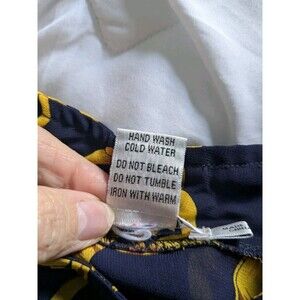 HAND WASH
COLD WATER
DO NOT BLEACH
DO NOT TUMBLE
IRON WITH WARM